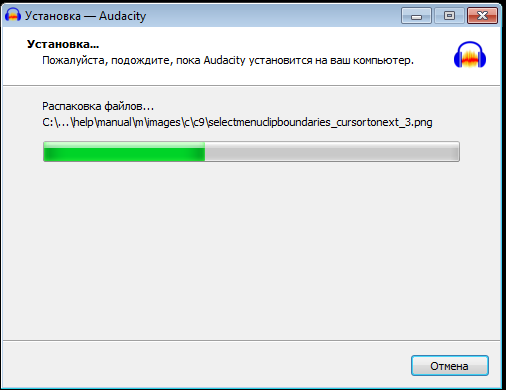 Установка — Audacity
Установка...
Пожалуйста, подождите, пока Audacity установится на ваш компьютер.
Распаковка файлов...
C:\...\help\manual\m\images\c\c9\selectmenuclipboundaries_cursortonext_3.png
Отмена